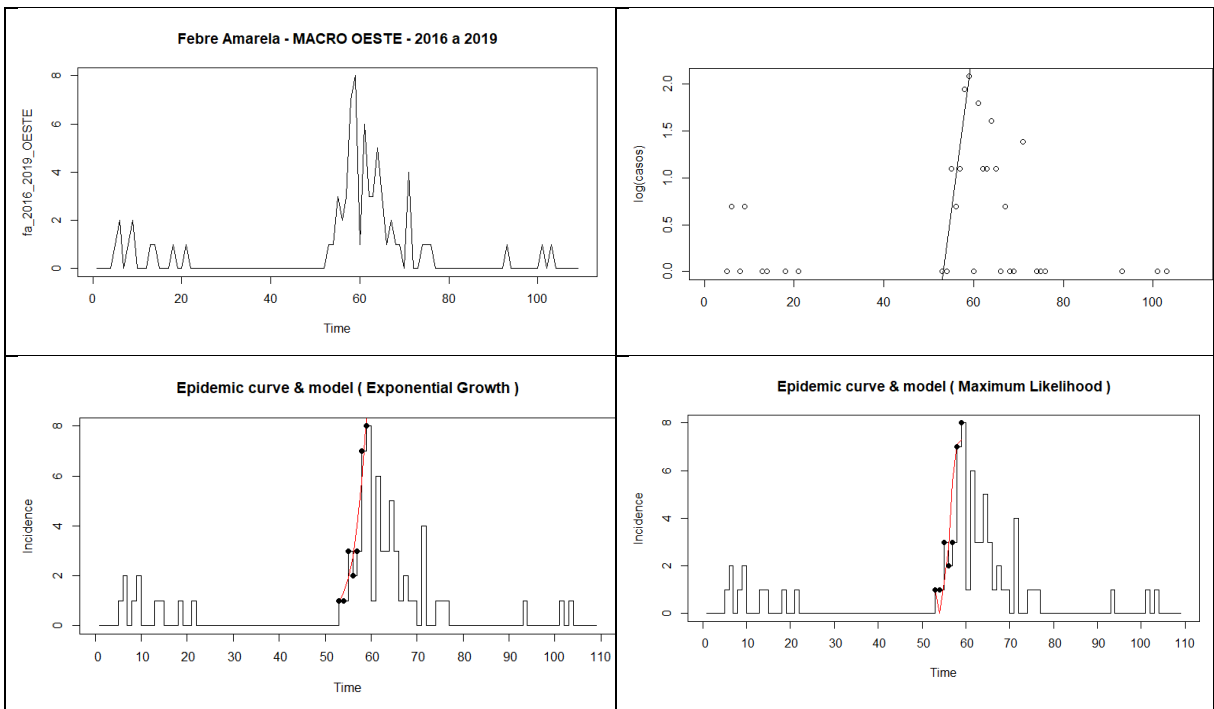 Febre Amarela - MACRO OESTE - 2016 a 2019
fa_2016_2019_OESTE
8
6
4
2
0
0 20 40 60 80 100
Time
log(casos)
2.0
1.5
1.0
0.5
0.0
0 20 40 60 80 100
Epidemic curve & model ( Exponential Growth )
Incidence
8
6
4
2
0
0 10 20 30 40 50 60 70 80 90 100 110
Time
Epidemic curve & model ( Maximum Likelihood )
Incidence
8
6
4
2
0
0 10 20 30 40 50 60 70 80 90 100 110
Time